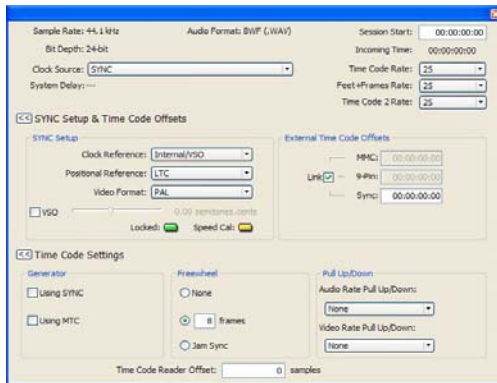 Sample Rate: 44.1 kHz Audio Format: BWF (.WAV) Session Start: 00:00:00:00
Bit Depth: 24-bit Incoming Time: 00:00:00:00
Clock Source: SYNC Time Code Rate: 25
System Delay: --- Feet+Frames Rate: 25
Time Code 2 Rate: 25
<< SYNC Setup & Time Code Offsets
SYNC Setup External Time Code Offsets
Clock Reference: Internal/VSO MMC: 00:00:00:00
Positional Reference: LTC Link 9-Pin: 00:00:00:00
Video Format: PAL Sync: 00:00:00:00
VSO 0.00 semitones.cents
Locked: Speed Cal:
<< Time Code Settings
Generator Freewheel Pull Up/Down
Using SYNC None Audio Rate Pull Up/Down:
Using MTC 8 frames None
Jam Sync Video Rate Pull Up/Down:
None
Time Code Reader Offset: 0 samples